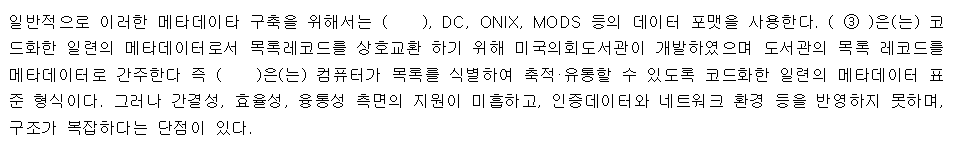 일반적으로 이러한 메타데이타 구축을 위해서는 (     ), DC, ONIX, MODS 등의 데이터 포맷을 사용한다. ( ③ )은(는) 코
드화한 일련의 메타데이터로서 목록레코드를 상호교환 하기 위해 미국의회도서관이 개발하였으며 도서관의 목록 레코드를
메타데이터로 간주한다 즉 (     )은(는) 컴퓨터가 목록를 식별하여 축적·유통할 수 있도록 코드화한 일련의 메타데이터 표
준 형식이다. 그러나 간결성, 효율성, 융통성 측면의 지원이 미흡하고, 인증데이터와 네트워크 환경 등을 반영하지 못하며,
구조가 복잡하다는 단점이 있다.